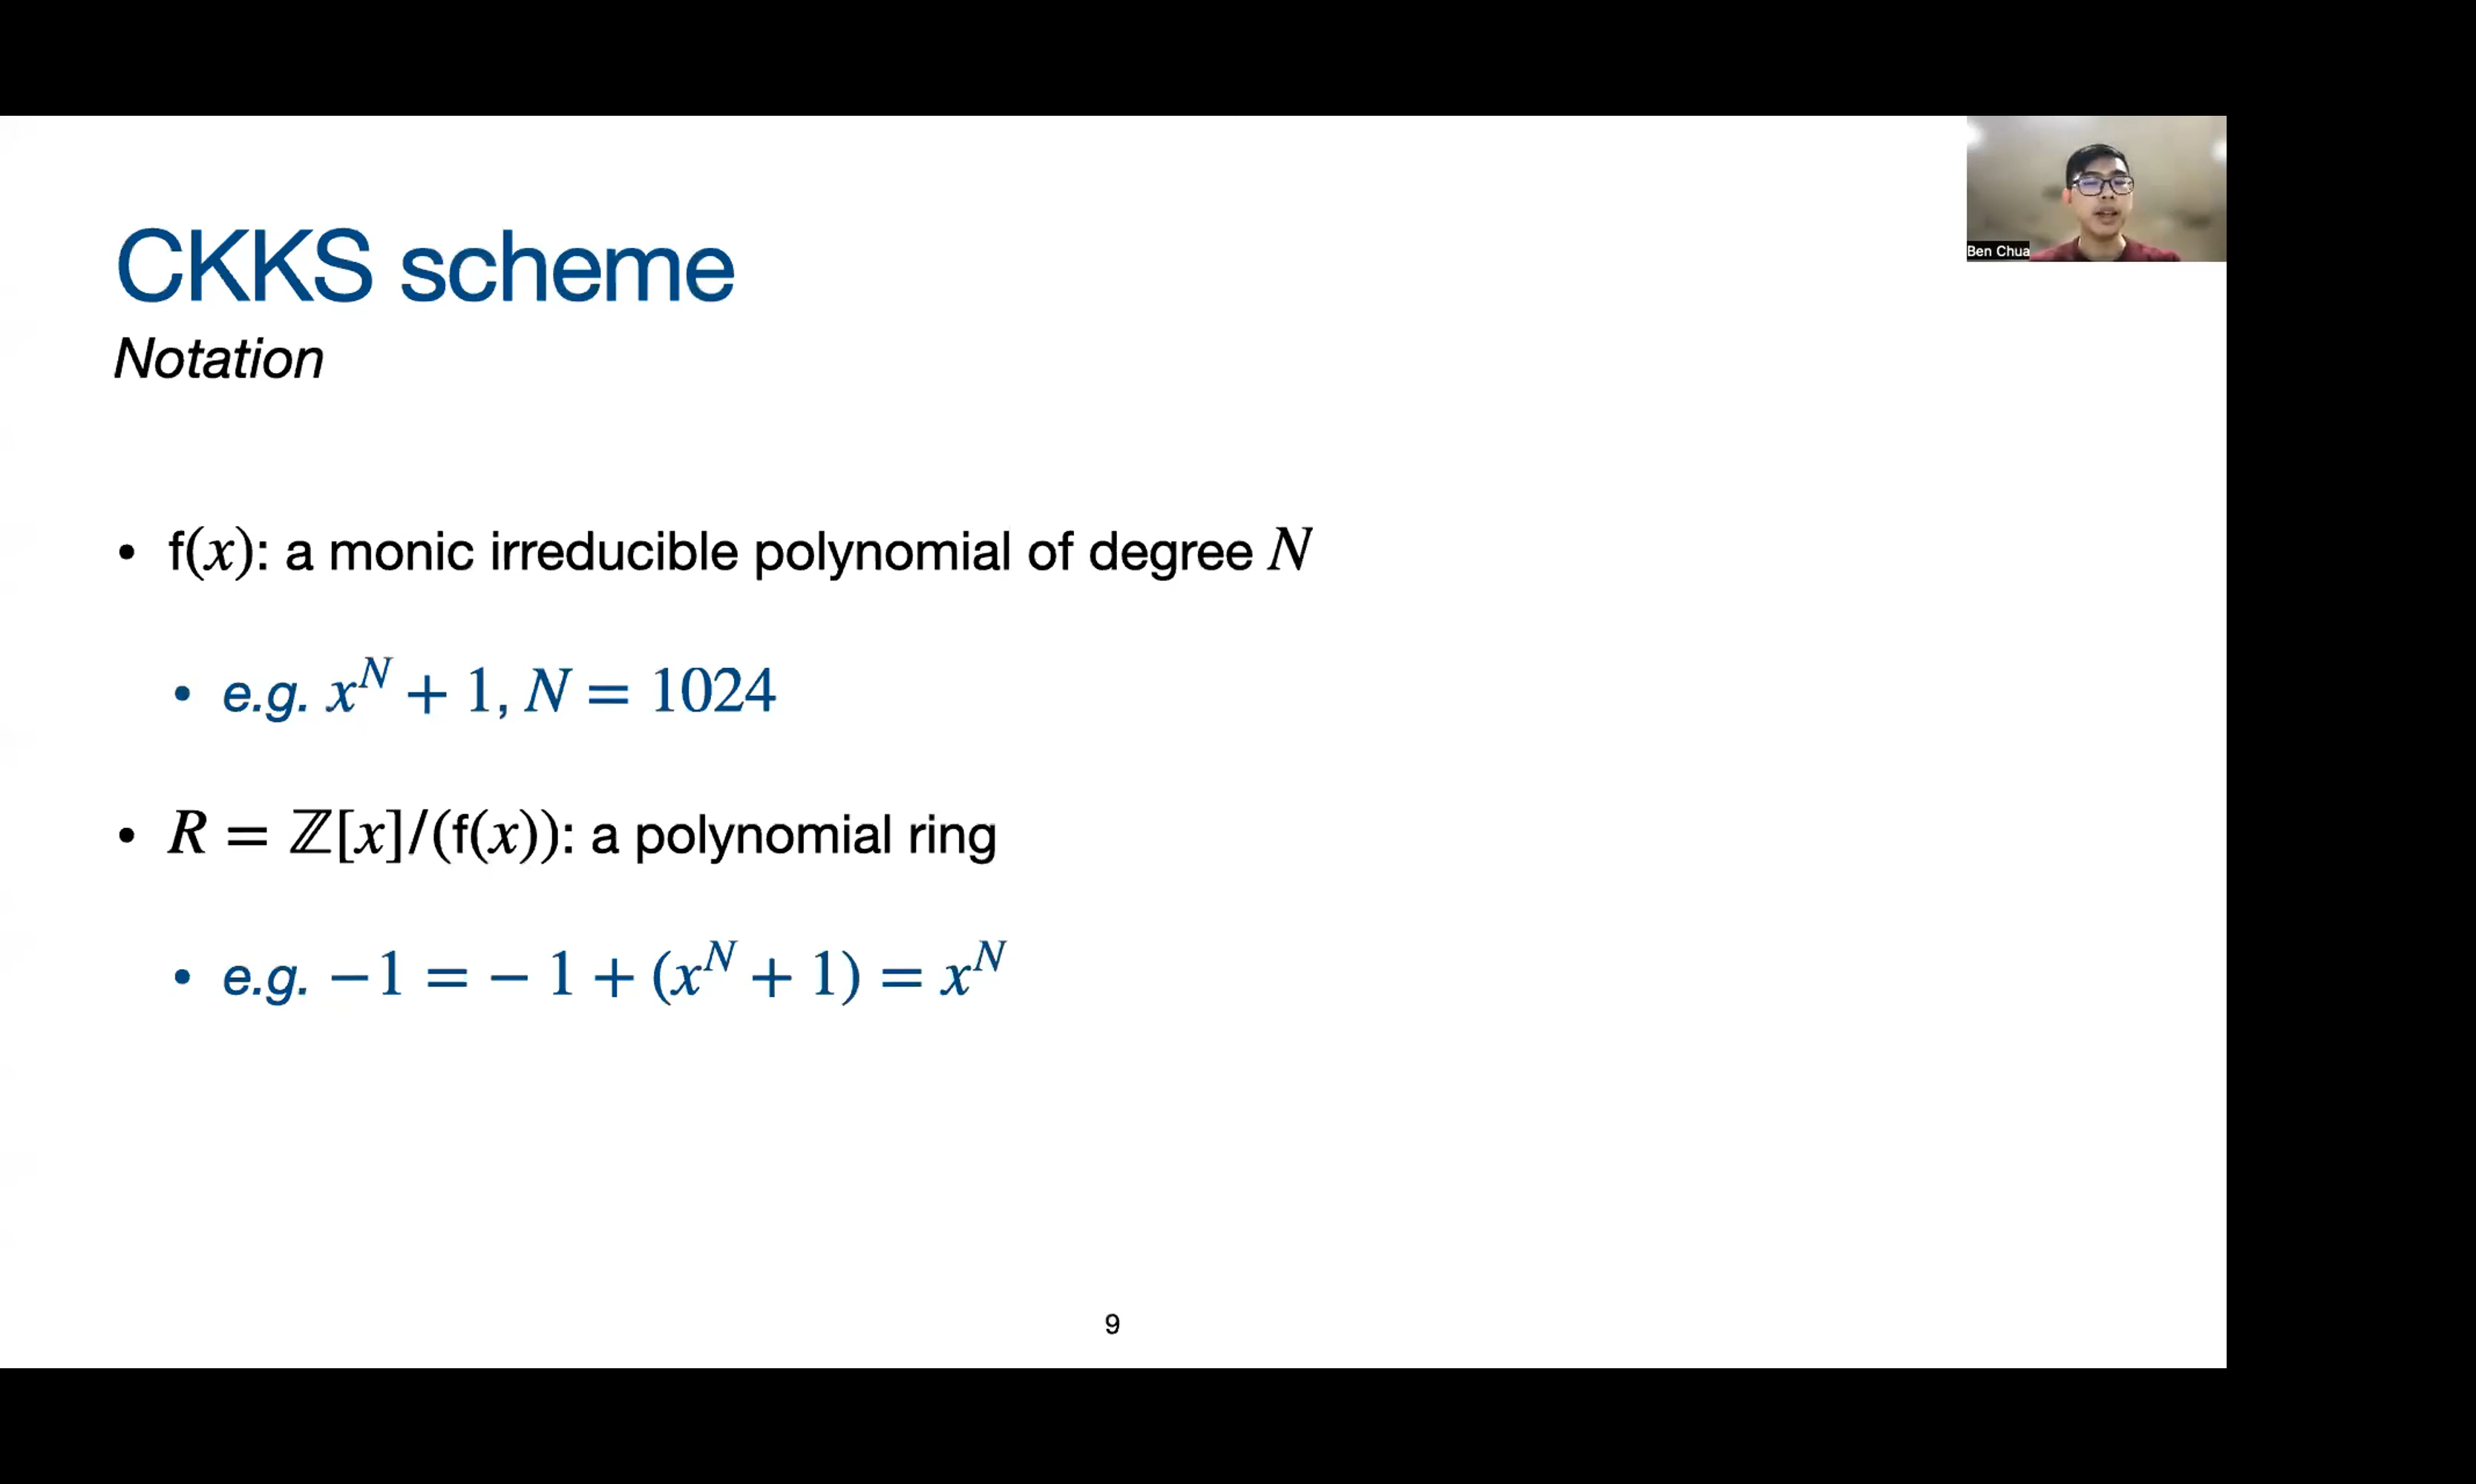 CKKS scheme
Notation
Ben Chua
• f(x): a monic irreducible polynomial of degree N
• e.g. x^N + 1, N = 1024
• R = ℤ[x]/(f(x)): a polynomial ring
• e.g. −1 = − 1 + (x^N + 1) = x^N
9